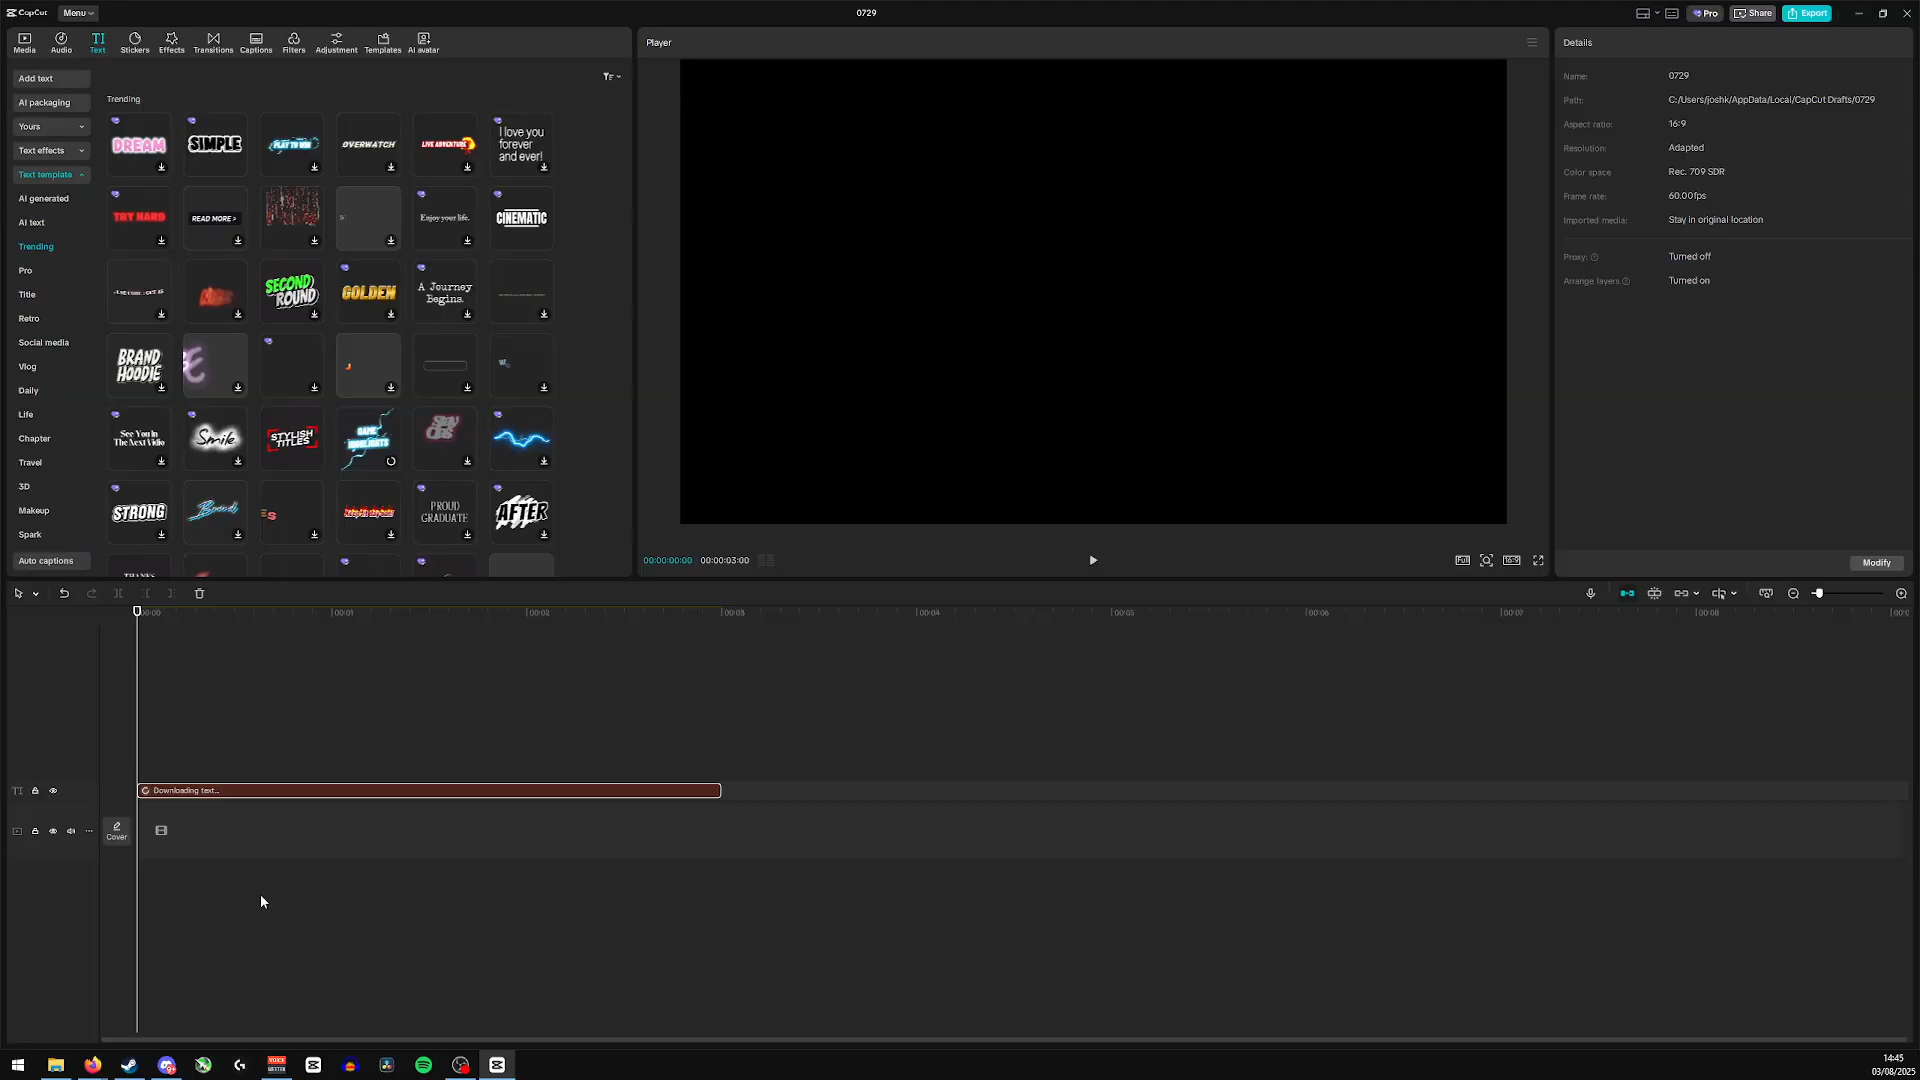 CapCut
Menu
0729
Pro
Share
Export
Media
Audio
Text
Stickers
Effects
Transitions
Captions
Filters
Adjustment
Templates
AI avatar
Player
Details
Add text
AI packaging
Yours
Text effects
Text template
AI generated
AI text
Trending
Pro
Title
Retro
Social media
Vlog
Daily
Life
Chapter
Travel
3D
Makeup
Spark
Auto captions
Trending
DREAM
SIMPLE
PLAY TO WIN
OVERWATCH
LIVE ADVENTURE
I love you
forever
and ever!
TRY HARD
READ MORE >
Enjoy your life.
CINEMATIC
SECOND
ROUND
GOLDEN
A Journey
Begins.
BRAND
HOODIE
See You In
The Next Video
Smile
STYLISH
TITLES
GAME
HIGHLIGHTS
STRONG
PROUD
GRADUATE
AFTER
THANKS
00:00:00:00
00:00:03:00
Full
16:9
Name: 0729
Path: C:/Users/joshk/AppData/Local/CapCut Drafts/0729
Aspect ratio: 16:9
Resolution: Adapted
Color space Rec. 709 SDR
Frame rate: 60.00fps
Imported media: Stay in original location
Proxy: Turned off
Arrange layers Turned on
Modify
00:00
00:01
00:02
00:03
00:04
00:05
00:06
00:07
00:08
Downloading text...
Cover
14:45
03/08/2025